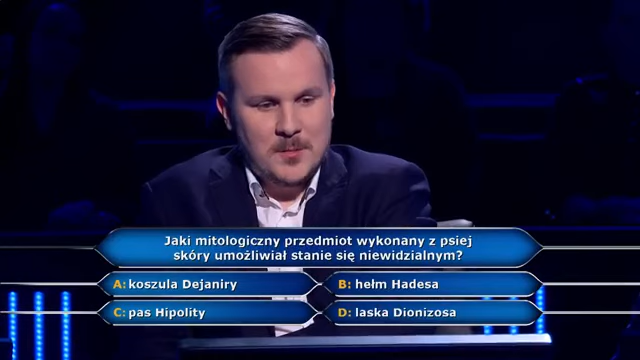 Jaki mitologiczny przedmiot wykonany z psiej
skóry umożliwiał stanie się niewidzialnym?
A: koszula Dejaniry
B: hełm Hadesa
C: pas Hipolity
D: laska Dionizosa